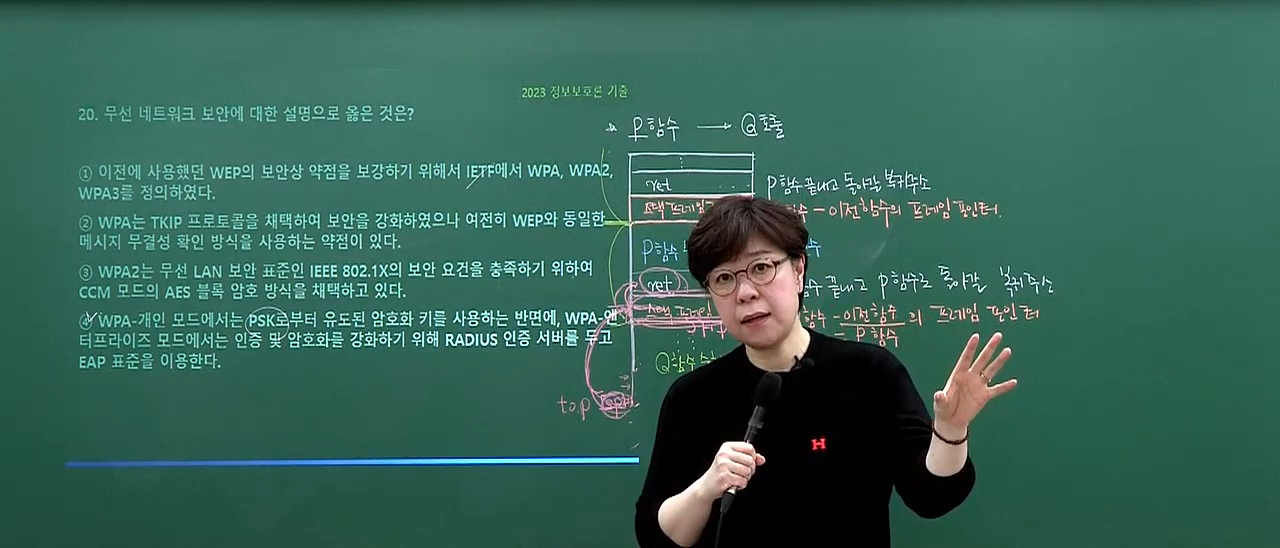 2023 정보보호론 기출
20. 무선 네트워크 보안에 대한 설명으로 옳은 것은?
① 이전에 사용했던 WEP의 보안상 약점을 보강하기 위해서 IETF에서 WPA, WPA2,
WPA3를 정의하였다.
② WPA는 TKIP 프로토콜을 채택하여 보안을 강화하였으나 여전히 WEP와 동일한
메시지 무결성 확인 방식을 사용하는 약점이 있다.
③ WPA2는 무선 LAN 보안 표준인 IEEE 802.1X의 보안 요건을 충족하기 위하여
CCM 모드의 AES 블록 암호 방식을 채택하고 있다.
④ WPA-개인 모드에서는 PSK로부터 유도된 암호화 키를 사용하는 반면에, WPA-엔
터프라이즈 모드에서는 인증 및 암호화를 강화하기 위해 RADIUS 인증 서버를 두고
EAP 표준을 이용한다.
P함수 → Q호출
ret
P함수 끝내고 돌아갈 복귀주소
스택 프레임
함수 - 이전함수의 프레임 포인터
P함수
ret
끝내고 P함수로 돌아갈 복귀주소
스택 프레임
함수 - 이전함수의 프레임 포인터
= P함수
Q함수
top
sp
H